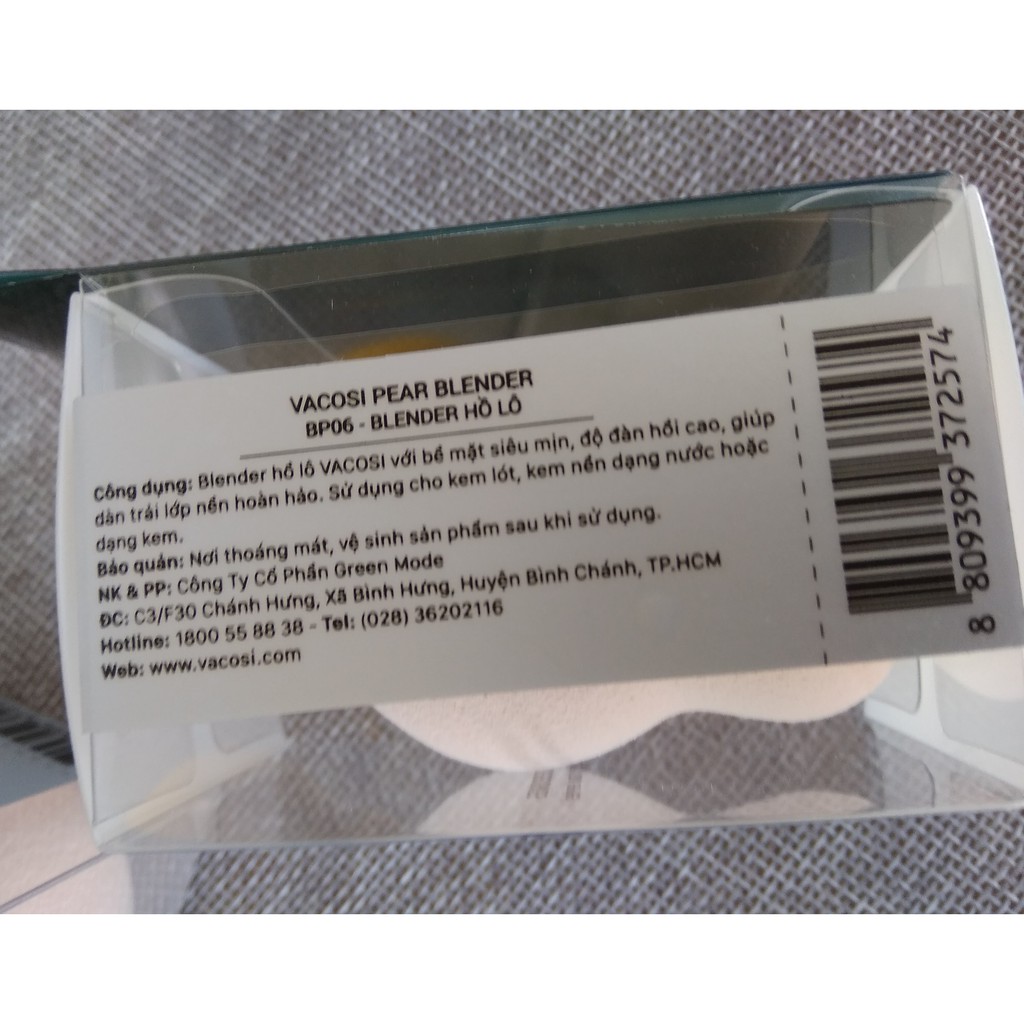 VACOSI PEAR BLENDER
BP06 - BLENDER HỒ LÔ
Công dụng: Blender hồ lô VACOSI với bề mặt siêu mịn, độ đàn hồi cao, giúp
dàn trải lớp nền hoàn hảo. Sử dụng cho kem lót, kem nền dạng nước hoặc
dạng kem.
Bảo quản: Nơi thoáng mát, vệ sinh sản phẩm sau khi sử dụng.
NK & PP: Công Ty Cổ Phần Green Mode
ĐC: C3/F30 Chánh Hưng, Xã Bình Hưng, Huyện Bình Chánh, TP.HCM
Hotline: 1800 55 88 38 - Tel: (028) 36202116
Web: www.vacosi.com
8 809399 372574